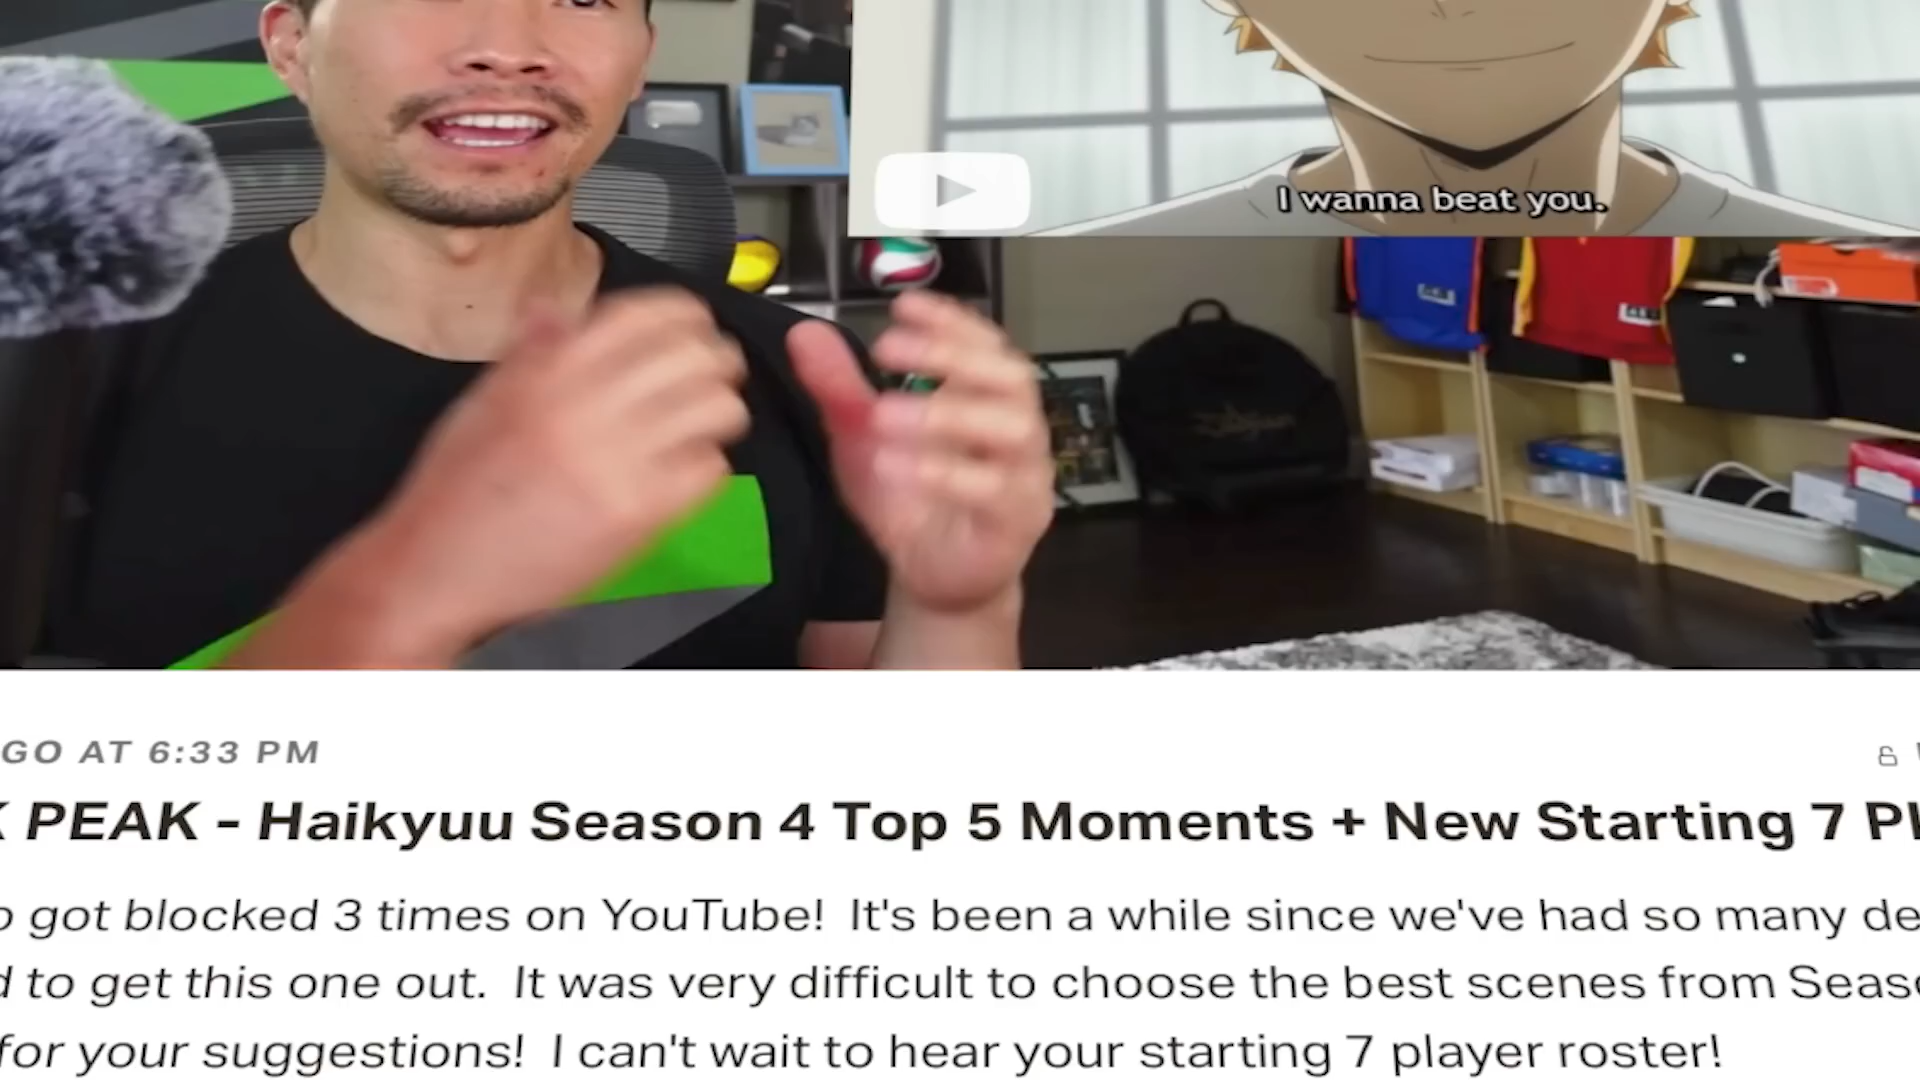 I wanna beat you.
GO AT 6:33 PM
PEAK - Haikyuu Season 4 Top 5 Moments + New Starting 7
got blocked 3 times on YouTube! It's been a while since we've had so many de
to get this one out. It was very difficult to choose the best scenes from Seas
for your suggestions! I can't wait to hear your starting 7 player roster!